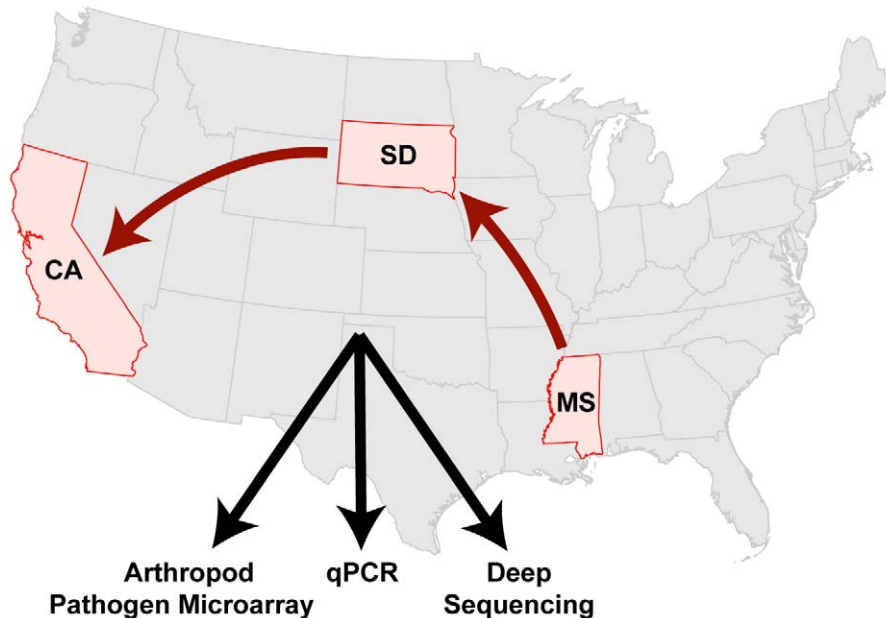 SD
CA
MS
Arthropod
Pathogen Microarray
qPCR
Deep
Sequencing